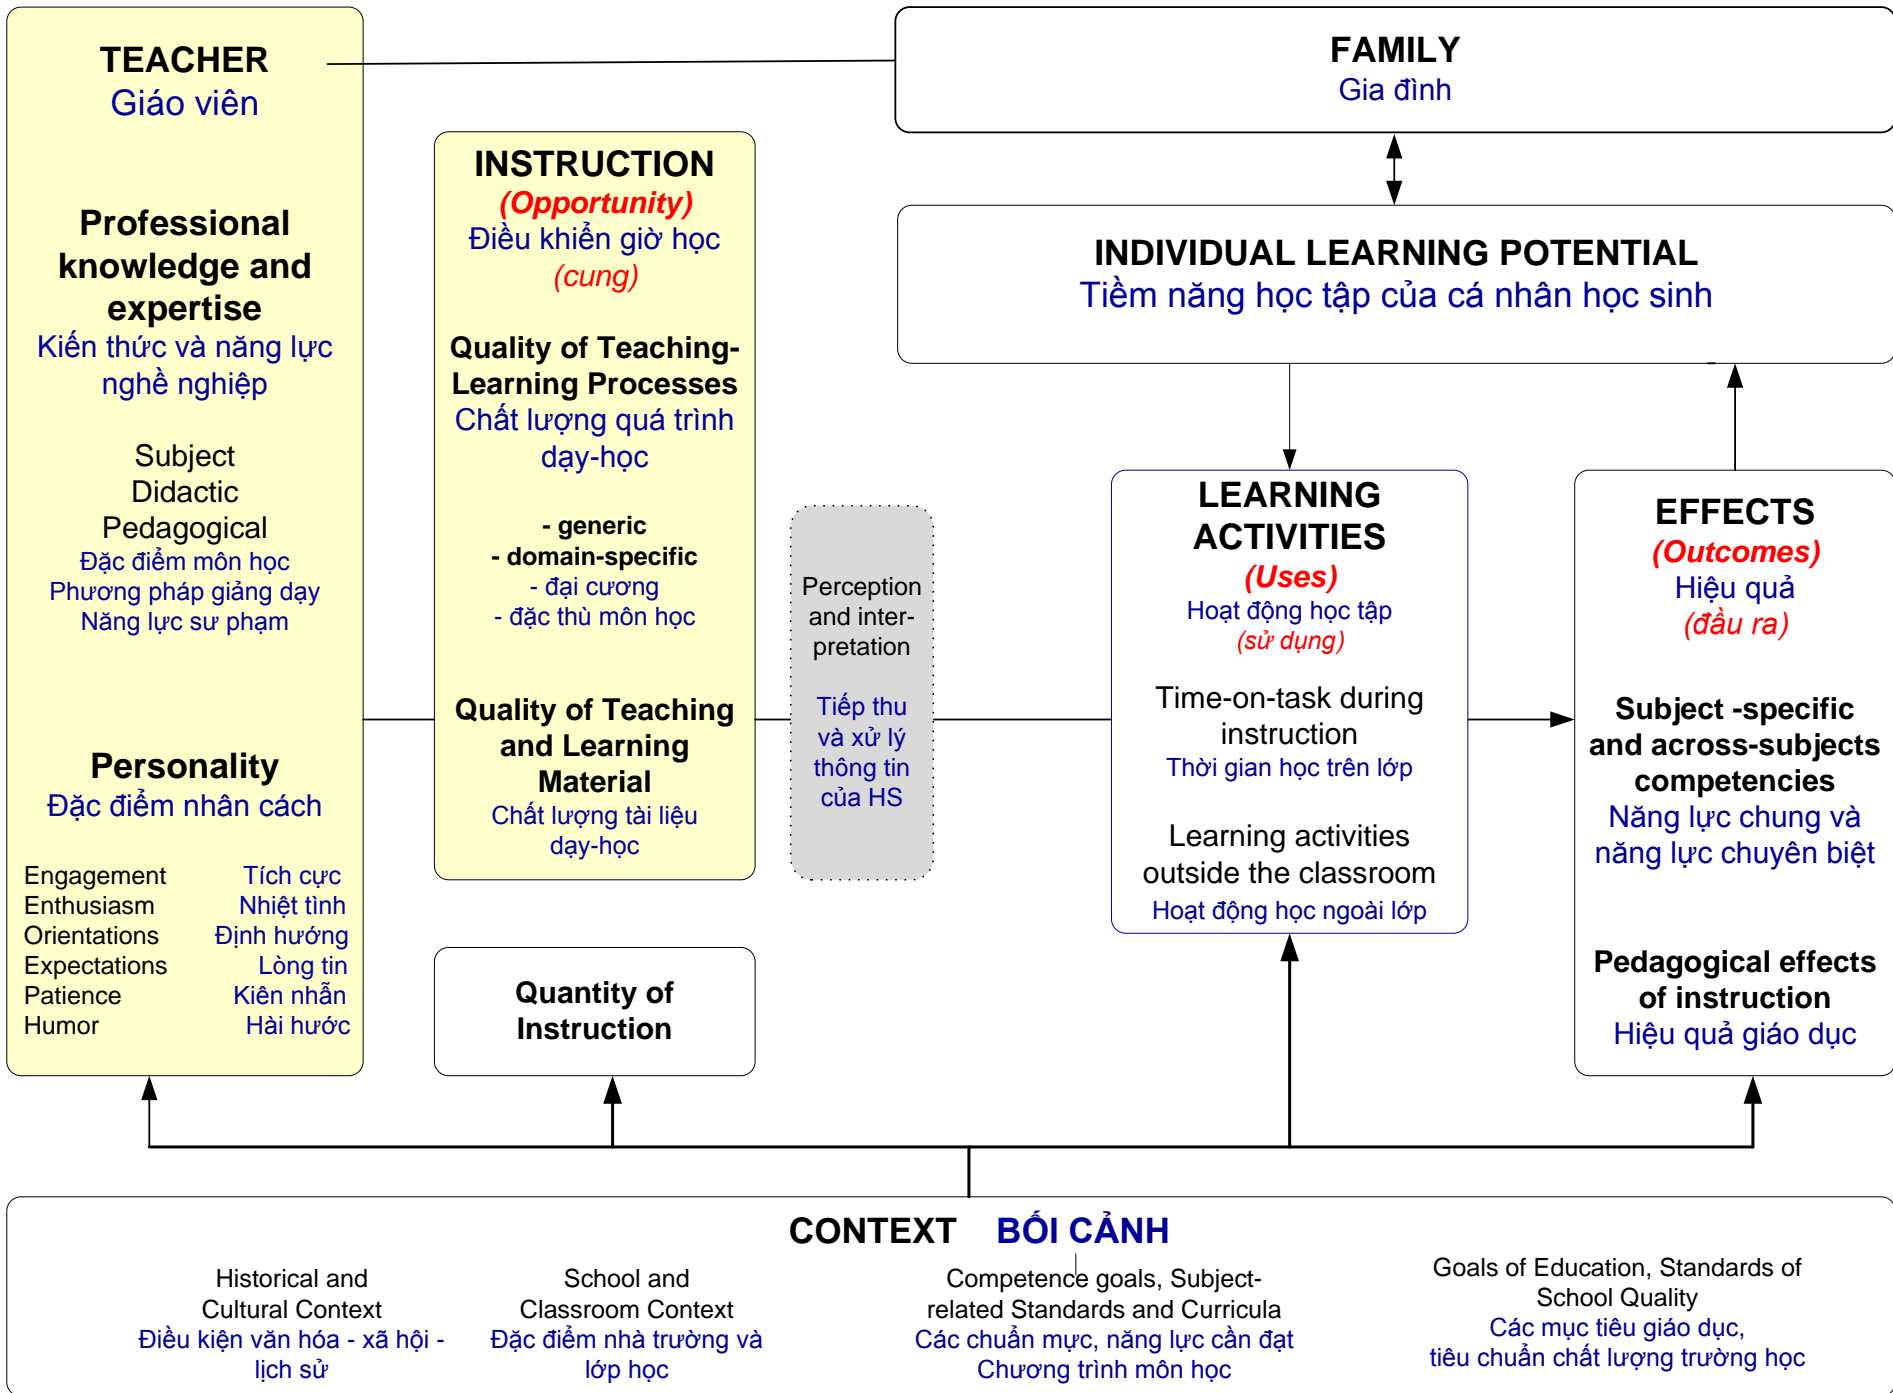 TEACHER
Giáo viên
Professional
knowledge and
expertise
Kiến thức và năng lực
nghề nghiệp
Subject
Didactic
Pedagogical
Đặc điểm môn học
Phương pháp giảng dạy
Năng lực sư phạm
Personality
Đặc điểm nhân cách
Engagement Tích cực
Enthusiasm Nhiệt tình
Orientations Định hướng
Expectations Lòng tin
Patience Kiên nhẫn
Humor Hài hước
INSTRUCTION
(Opportunity)
Điều khiển giờ học
(cung)
Quality of Teaching-
Learning Processes
Chất lượng quá trình
dạy-học
- generic
- domain-specific
- đại cương
- đặc thù môn học
Quality of Teaching
and Learning
Material
Chất lượng tài liệu
dạy-học
Quantity of
Instruction
Perception
and inter-
pretation
Tiếp thu
và xử lý
thông tin
của HS
FAMILY
Gia đình
INDIVIDUAL LEARNING POTENTIAL
Tiềm năng học tập của cá nhân học sinh
LEARNING
ACTIVITIES
(Uses)
Hoạt động học tập
(sử dụng)
Time-on-task during
instruction
Thời gian học trên lớp
Learning activities
outside the classroom
Hoạt động học ngoài lớp
EFFECTS
(Outcomes)
Hiệu quả
(đầu ra)
Subject -specific
and across-subjects
competencies
Năng lực chung và
năng lực chuyên biệt
Pedagogical effects
of instruction
Hiệu quả giáo dục
CONTEXT BỐI CẢNH
Historical and
Cultural Context
Điều kiện văn hóa - xã hội -
lịch sử
School and
Classroom Context
Đặc điểm nhà trường và
lớp học
Competence goals, Subject-
related Standards and Curricula
Các chuẩn mực, năng lực cần đạt
Chương trình môn học
Goals of Education, Standards of
School Quality
Các mục tiêu giáo dục,
tiêu chuẩn chất lượng trường học